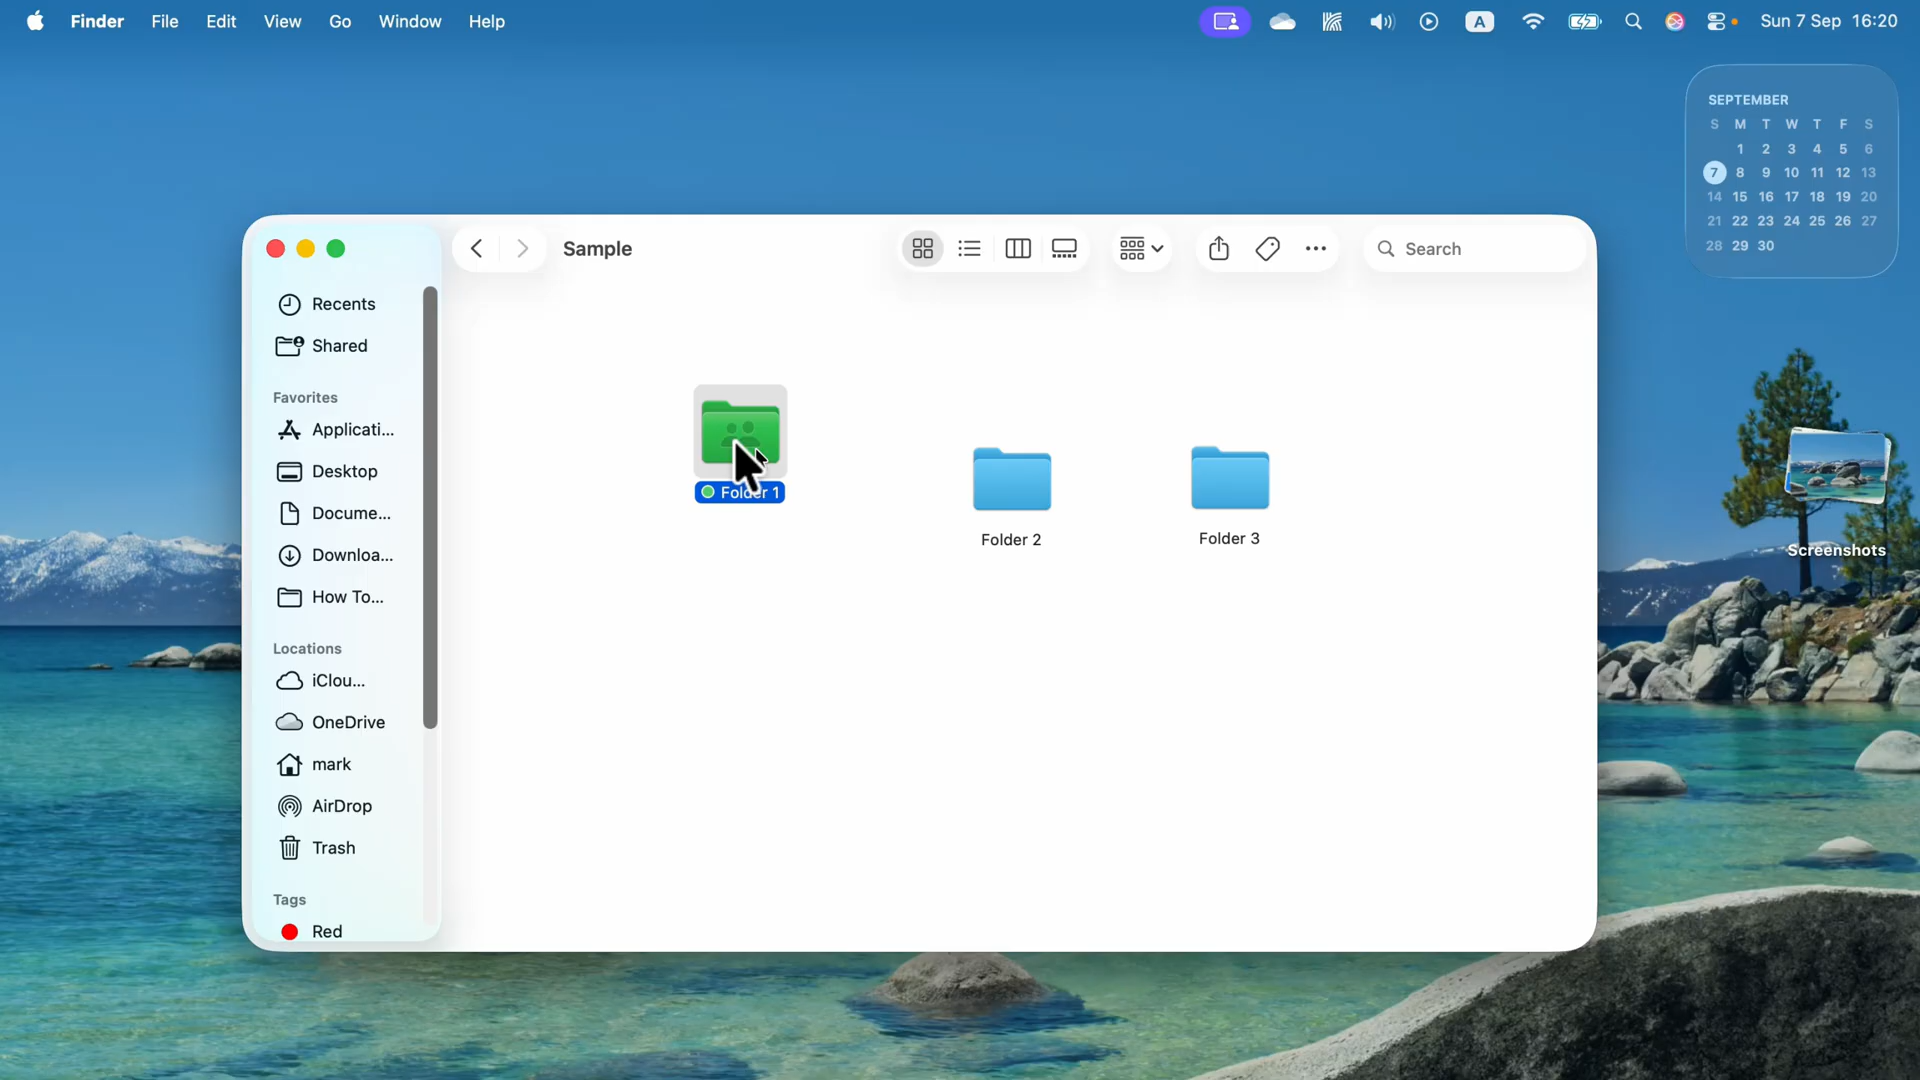 Finder File Edit View Go Window Help A Sun 7 Sep 16:20
SEPTEMBER
S M T W T F S
1 2 3 4 5 6
7 8 9 10 11 12 13
14 15 16 17 18 19 20
21 22 23 24 25 26 27
28 29 30
Sample
Search
Recents
Shared
Favorites
Applicati...
Desktop
Docume...
Downloa...
How To...
Locations
iClou...
OneDrive
mark
AirDrop
Trash
Tags
Red
Folder 1
Folder 2
Folder 3
Screenshots